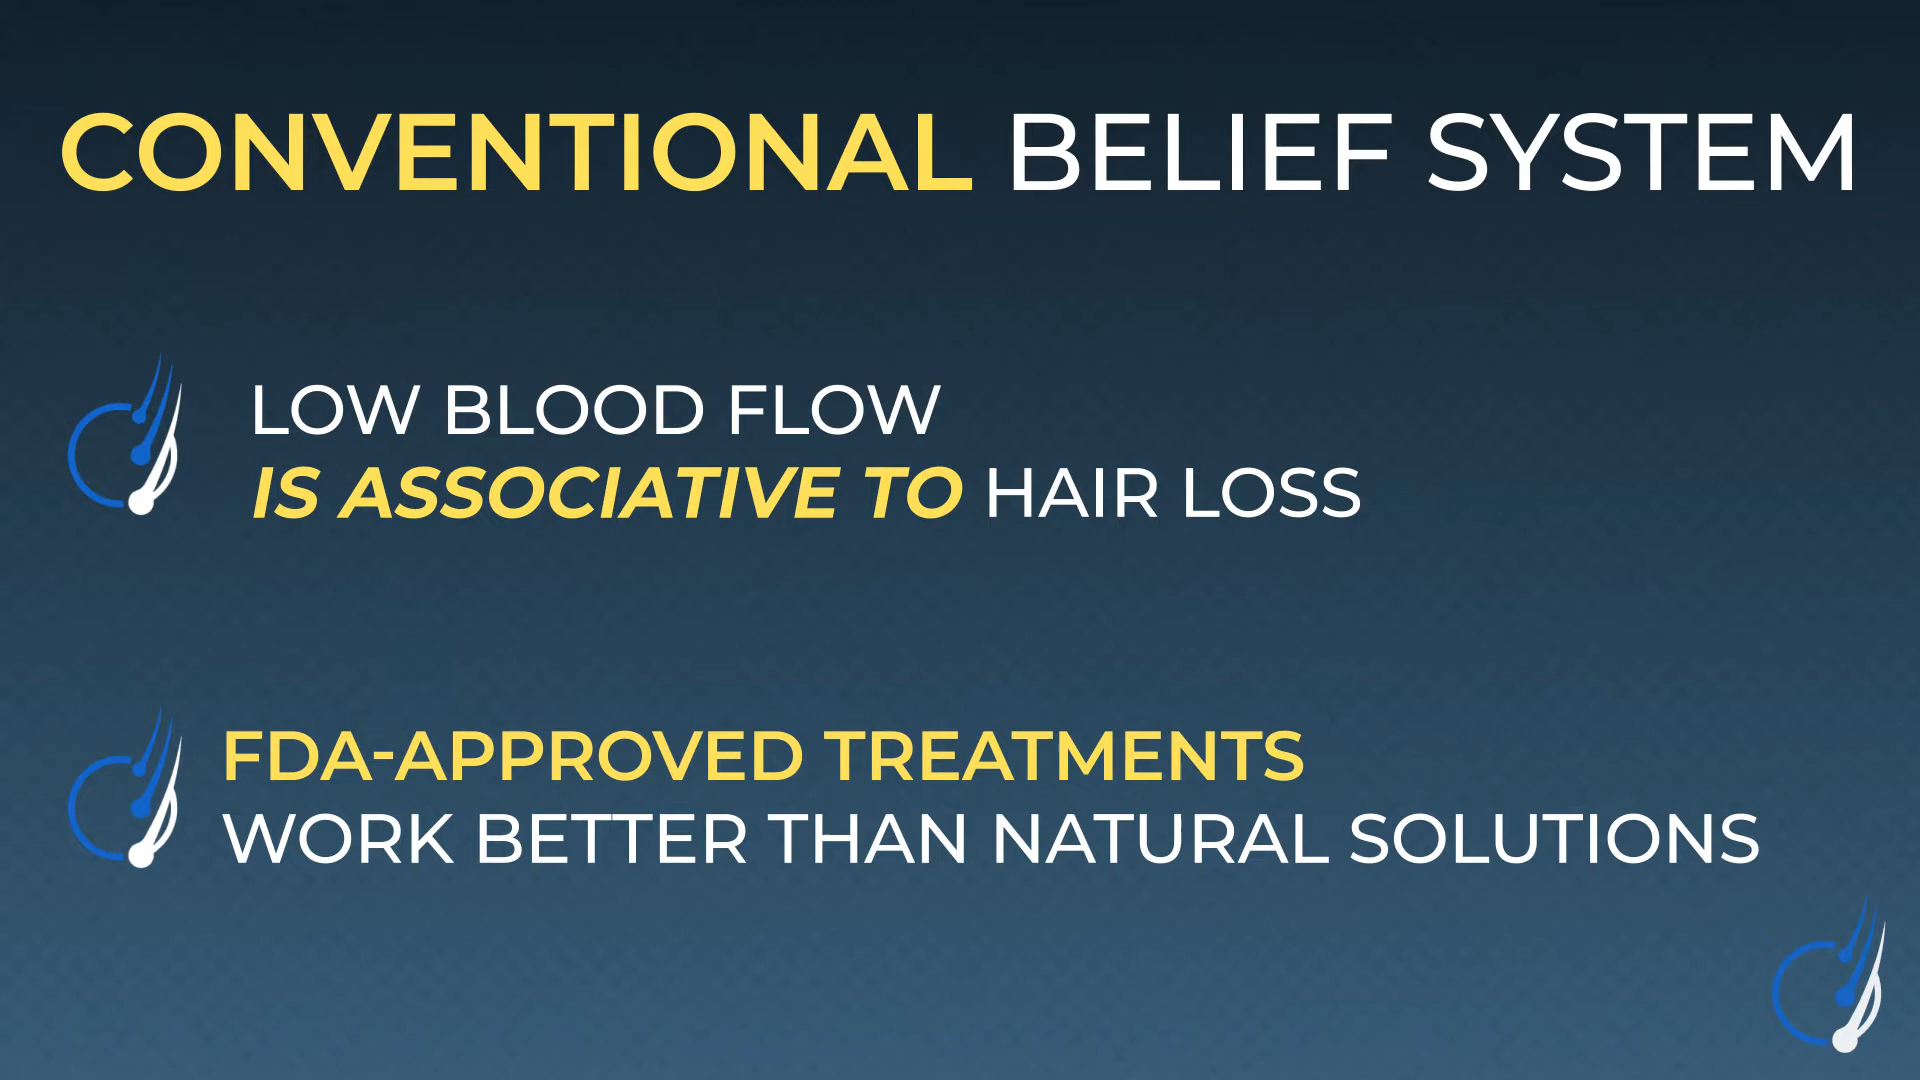 CONVENTIONAL BELIEF SYSTEM
LOW BLOOD FLOW
IS ASSOCIATIVE TO HAIR LOSS
FDA-APPROVED TREATMENTS
WORK BETTER THAN NATURAL SOLUTIONS